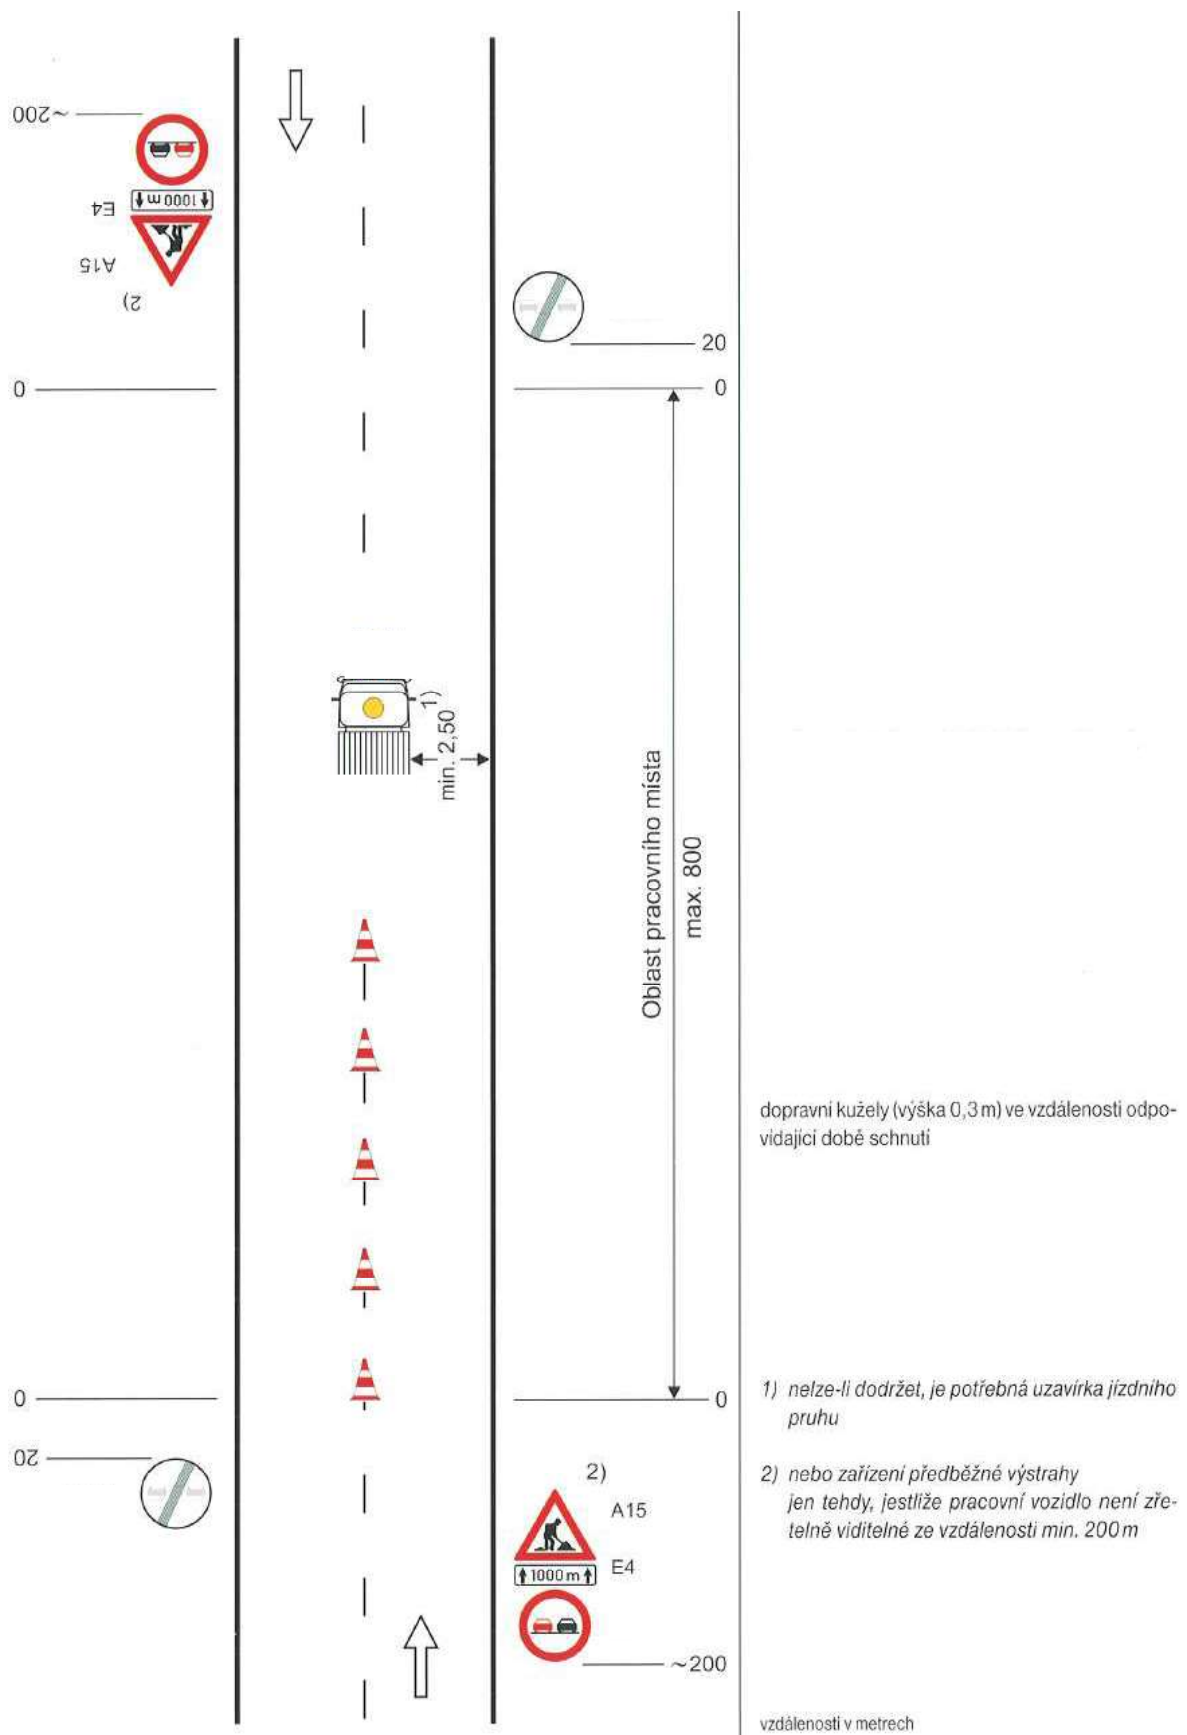 ~200
1000 m
E4
A15
2)
20
0
0
1)
min. 2,50
Oblast pracovního místa
max. 800
dopravní kužely (výška 0,3 m) ve vzdálenosti odpo-
vídající době schnutí
0
0
1) nelze-li dodržet, je potřebná uzavírka jízdního
pruhu
20
2)
2) nebo zařízení předběžné výstrahy
jen tehdy, jestliže pracovní vozidlo není zře-
telně viditelné ze vzdálenosti min. 200 m
A15
E4
1000 m
~200
vzdálenosti v metrech